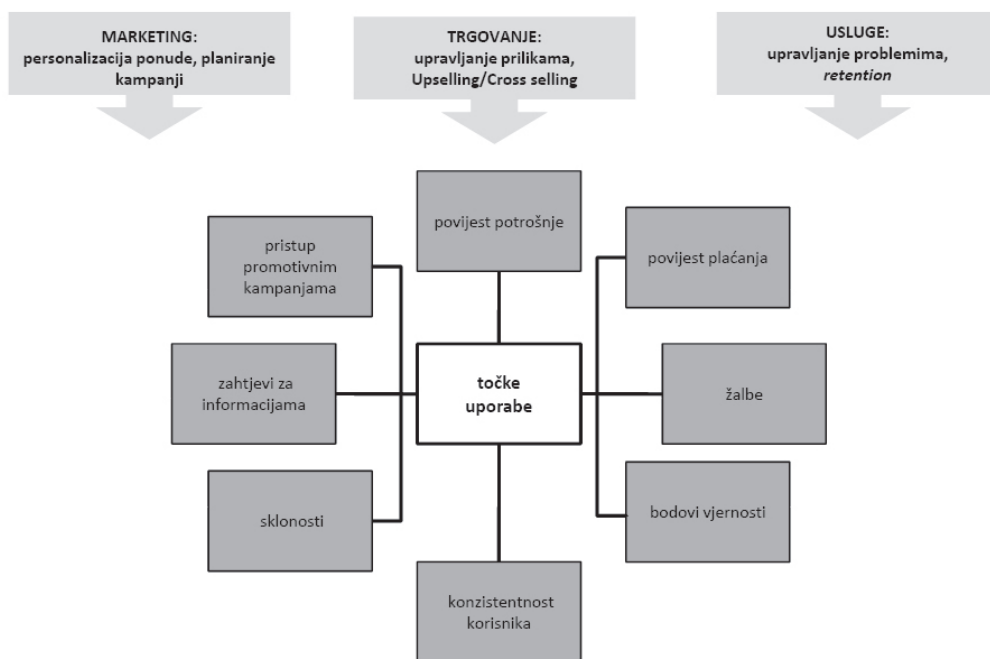 MARKETING:
personalizacija ponude, planiranje
kampanji
TRGOVANJE:
upravljanje prilikama,
Upselling/Cross selling
USLUGE:
upravljanje problemima,
retention
povijest potrošnje
pristup
promotivnim
kampanjama
povijest plaćanja
zahtjevi za
informacijama
točke
uporabe
žalbe
sklonosti
bodovi vjernosti
konzistentnost
korisnika